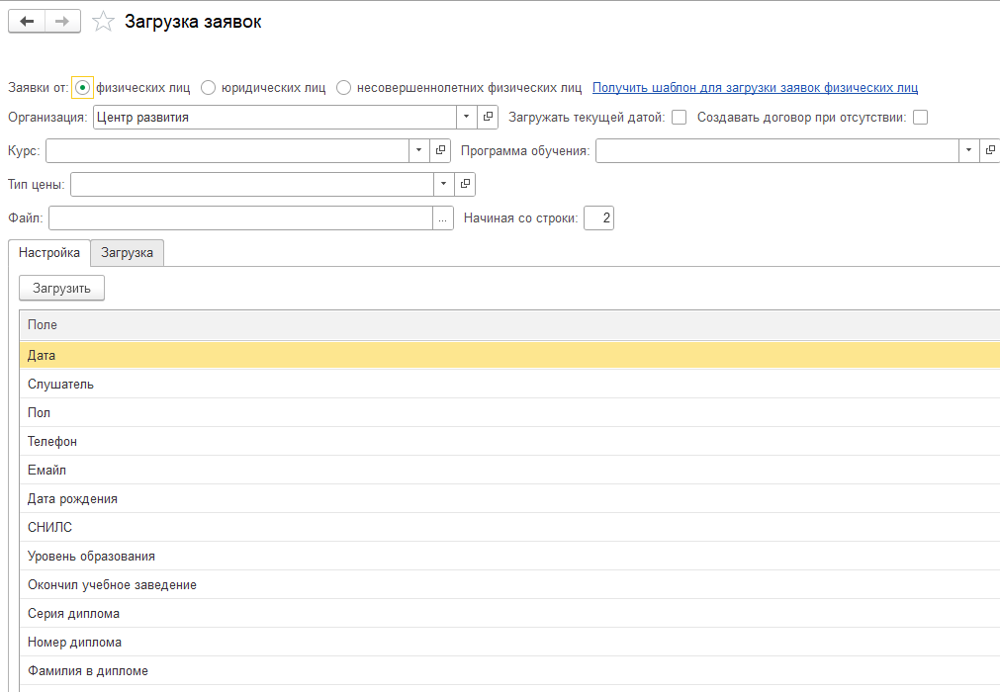 Загрузка заявок
Заявки от: физических лиц юридических лиц несовершеннолетних физических лиц Получить шаблон для загрузки заявок физических лиц
Организация: Центр развития Загружать текущей датой: Создавать договор при отсутствии:
Курс: Программа обучения:
Тип цены:
Файл: ... Начиная со строки: 2
Настройка Загрузка
Загрузить
Поле
Дата
Слушатель
Пол
Телефон
Емайл
Дата рождения
СНИЛС
Уровень образования
Окончил учебное заведение
Серия диплома
Номер диплома
Фамилия в дипломе